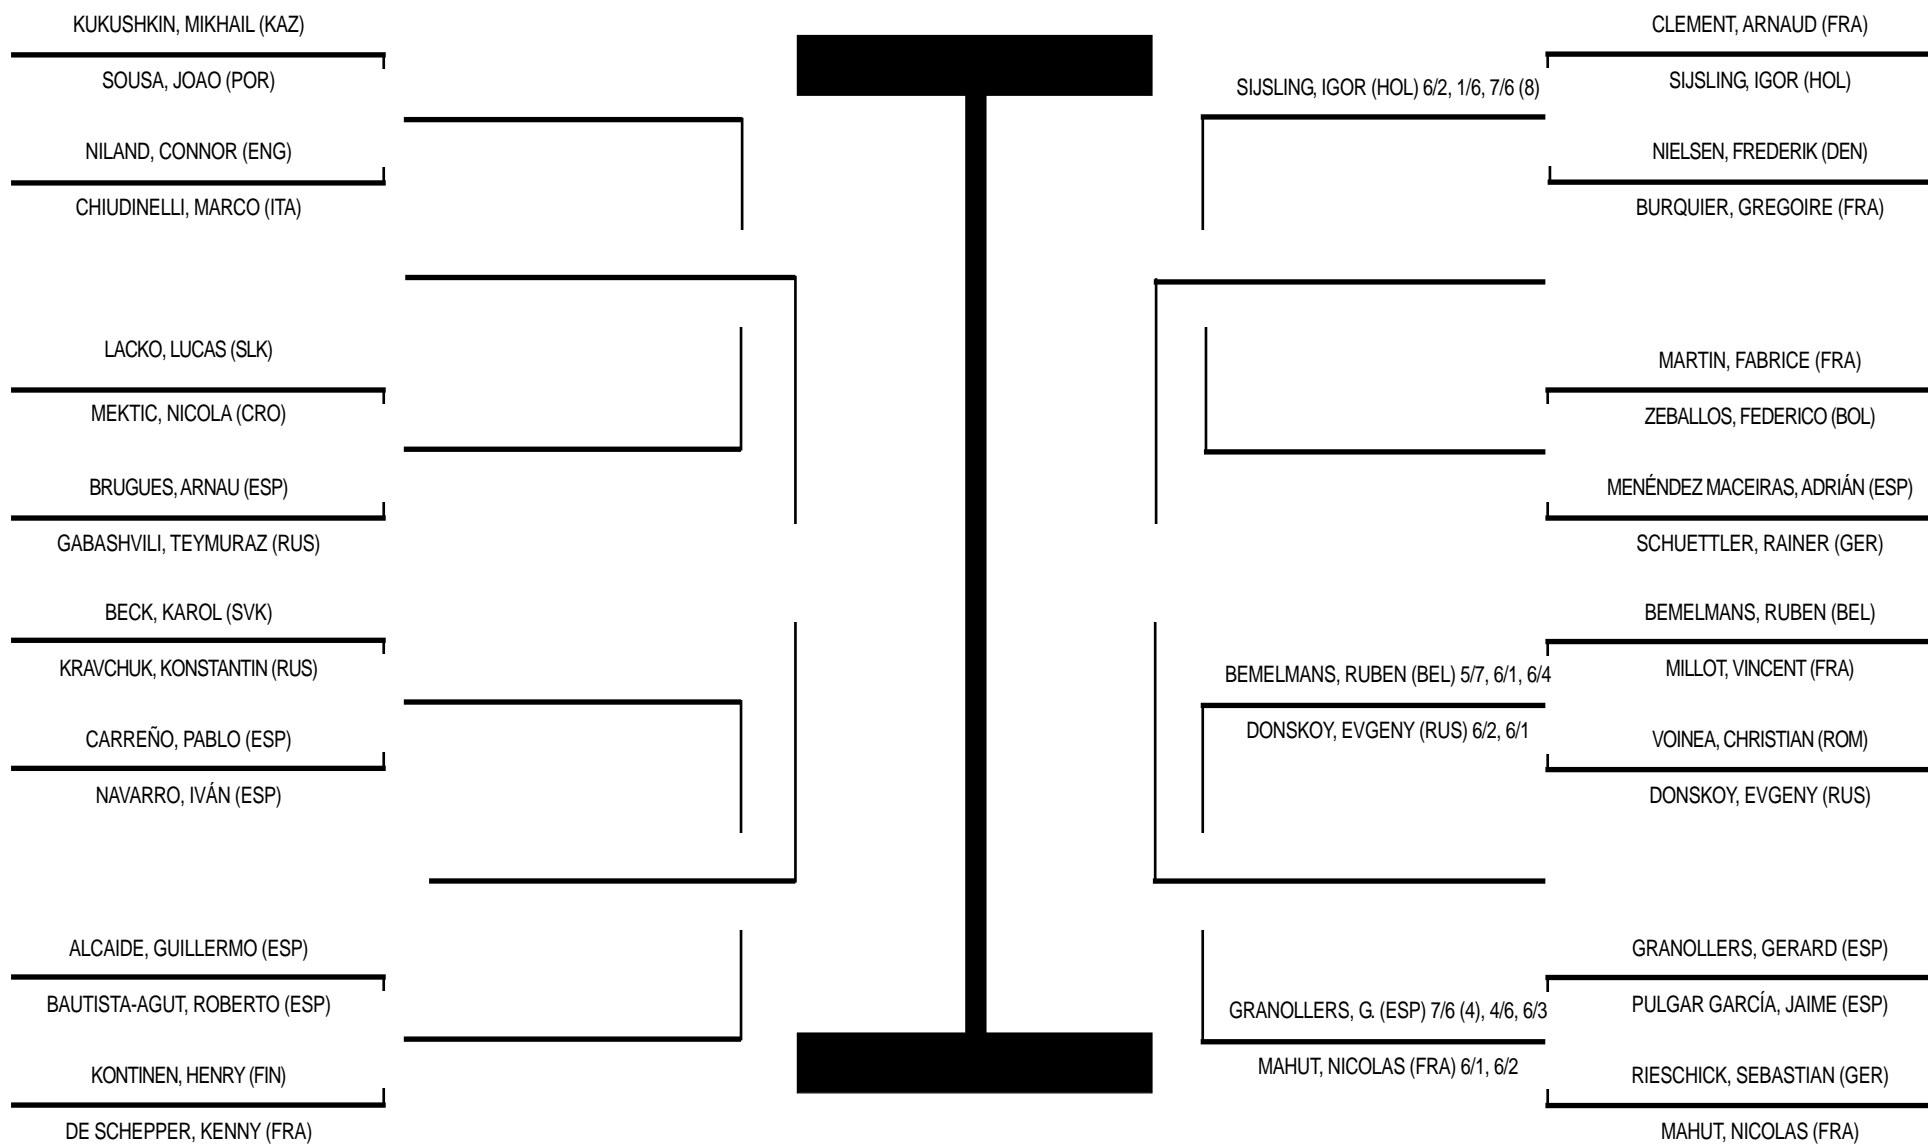 KUKUSHKIN, MIKHAIL (KAZ)
SOUSA, JOAO (POR)
NILAND, CONNOR (ENG)
CHIUDINELLI, MARCO (ITA)
LACKO, LUCAS (SLK)
MEKTIC, NICOLA (CRO)
BRUGUES, ARNAU (ESP)
GABASHVILI, TEYMURAZ (RUS)
BECK, KAROL (SVK)
KRAVCHUK, KONSTANTIN (RUS)
CARREÑO, PABLO (ESP)
NAVARRO, IVÁN (ESP)
ALCAIDE, GUILLERMO (ESP)
BAUTISTA-AGUT, ROBERTO (ESP)
KONTINEN, HENRY (FIN)
DE SCHEPPER, KENNY (FRA)
SIJSLING, IGOR (HOL) 6/2, 1/6, 7/6 (8)
BEMELMANS, RUBEN (BEL) 5/7, 6/1, 6/4
DONSKOY, EVGENY (RUS) 6/2, 6/1
GRANOLLERS, G. (ESP) 7/6 (4), 4/6, 6/3
MAHUT, NICOLAS (FRA) 6/1, 6/2
CLEMENT, ARNAUD (FRA)
SIJSLING, IGOR (HOL)
NIELSEN, FREDERIK (DEN)
BURQUIER, GREGOIRE (FRA)
MARTIN, FABRICE (FRA)
ZEBALLOS, FEDERICO (BOL)
MENÉNDEZ MACEIRAS, ADRIÁN (ESP)
SCHUETTLER, RAINER (GER)
BEMELMANS, RUBEN (BEL)
MILLOT, VINCENT (FRA)
VOINEA, CHRISTIAN (ROM)
DONSKOY, EVGENY (RUS)
GRANOLLERS, GERARD (ESP)
PULGAR GARCÍA, JAIME (ESP)
RIESCHICK, SEBASTIAN (GER)
MAHUT, NICOLAS (FRA)